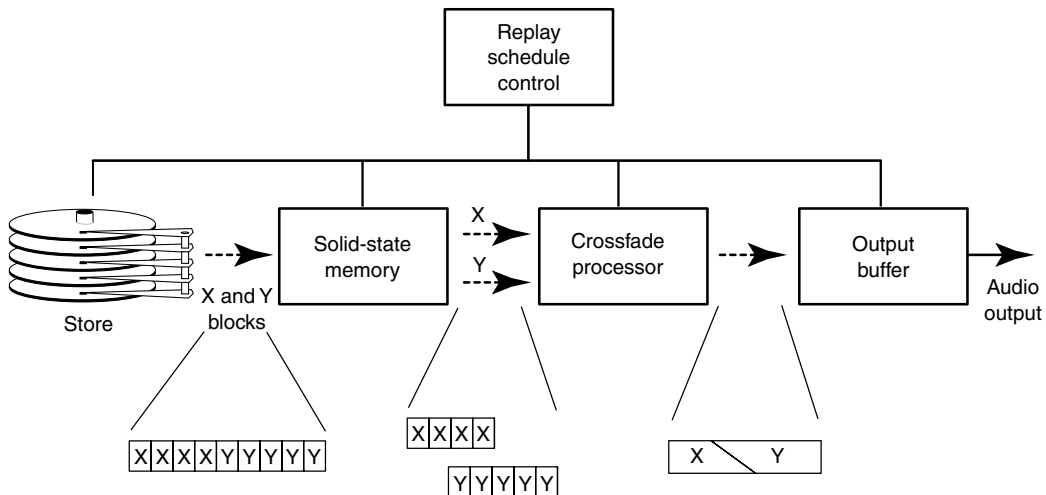 Replay
schedule
control
Store
X and Y
blocks
Solid-state
memory
X
Y
Crossfade
processor
Output
buffer
Audio
output
X X X X Y Y Y Y Y
X X X X
Y Y Y Y Y
X Y